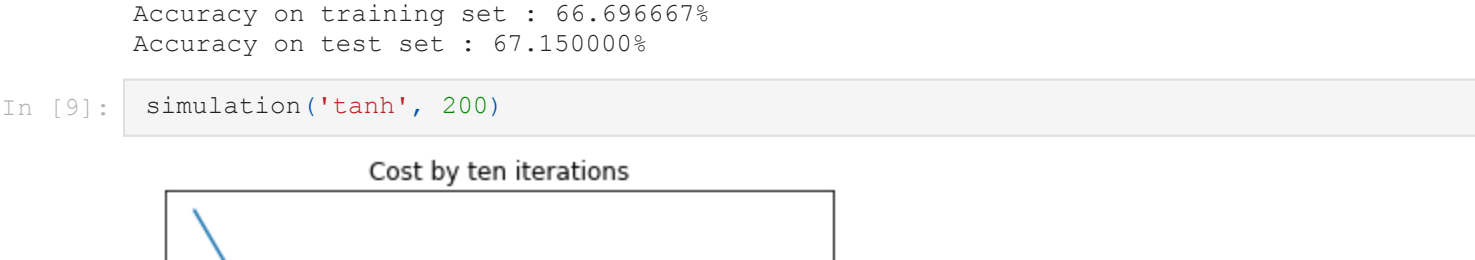 Accuracy on training set : 66.696667%
Accuracy on test set : 67.150000%
In [9]: simulation('tanh', 200)
Cost by ten iterations